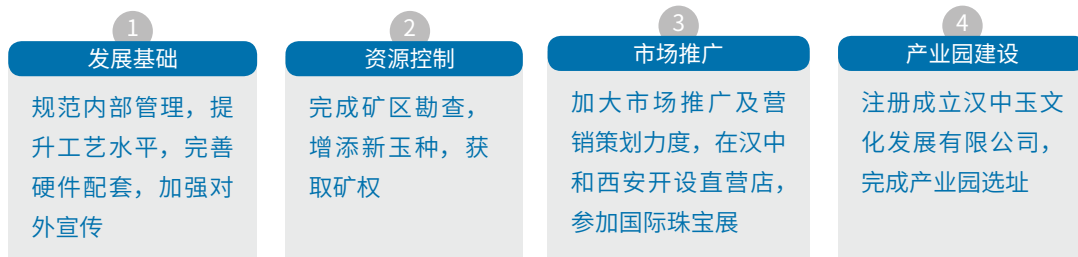 1
发展基础
规范内部管理，提
升工艺水平，完善
硬件配套，加强对
外宣传
2
资源控制
完成矿区勘查，
增添新玉种，获
取矿权
3
市场推广
加大市场推广及营
销策划力度，在汉中
和西安开设直营店，
参加国际珠宝展
4
产业园建设
注册成立汉中玉文
化发展有限公司，
完成产业园选址